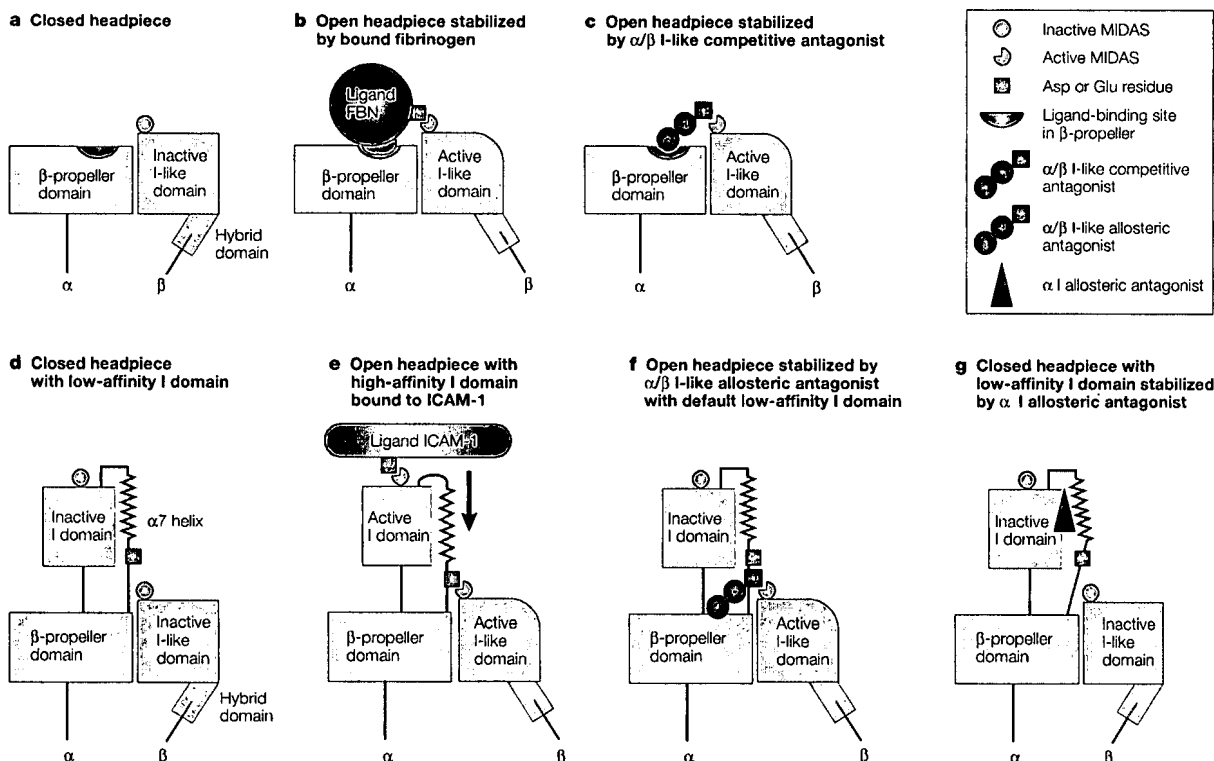 a Closed headpiece
b Open headpiece stabilized
by bound fibrinogen
c Open headpiece stabilized
by α/β I-like competitive antagonist
Ligand
FBN
β-propeller
domain
Inactive
I-like
domain
Hybrid
domain
α
β
β-propeller
domain
Active
I-like
domain
α
β
β-propeller
domain
Active
I-like
domain
α
β
Inactive MIDAS
Active MIDAS
Asp or Glu residue
Ligand-binding site
in β-propeller
α/β I-like competitive
antagonist
α/β I-like allosteric
antagonist
α I allosteric antagonist
d Closed headpiece
with low-affinity I domain
e Open headpiece with
high-affinity I domain
bound to ICAM-1
f Open headpiece stabilized by
α/β I-like allosteric antagonist
with default low-affinity I domain
g Closed headpiece with
low-affinity I domain stabilized
by α I allosteric antagonist
Inactive
I domain
α7 helix
β-propeller
domain
Inactive
I-like
domain
Hybrid
domain
α
β
Ligand ICAM-1
Active
I domain
β-propeller
domain
Active
I-like
domain
α
β
Inactive
I domain
β-propeller
domain
Active
I-like
domain
α
β
Inactive
I domain
β-propeller
domain
Inactive
I-like
domain
α
β